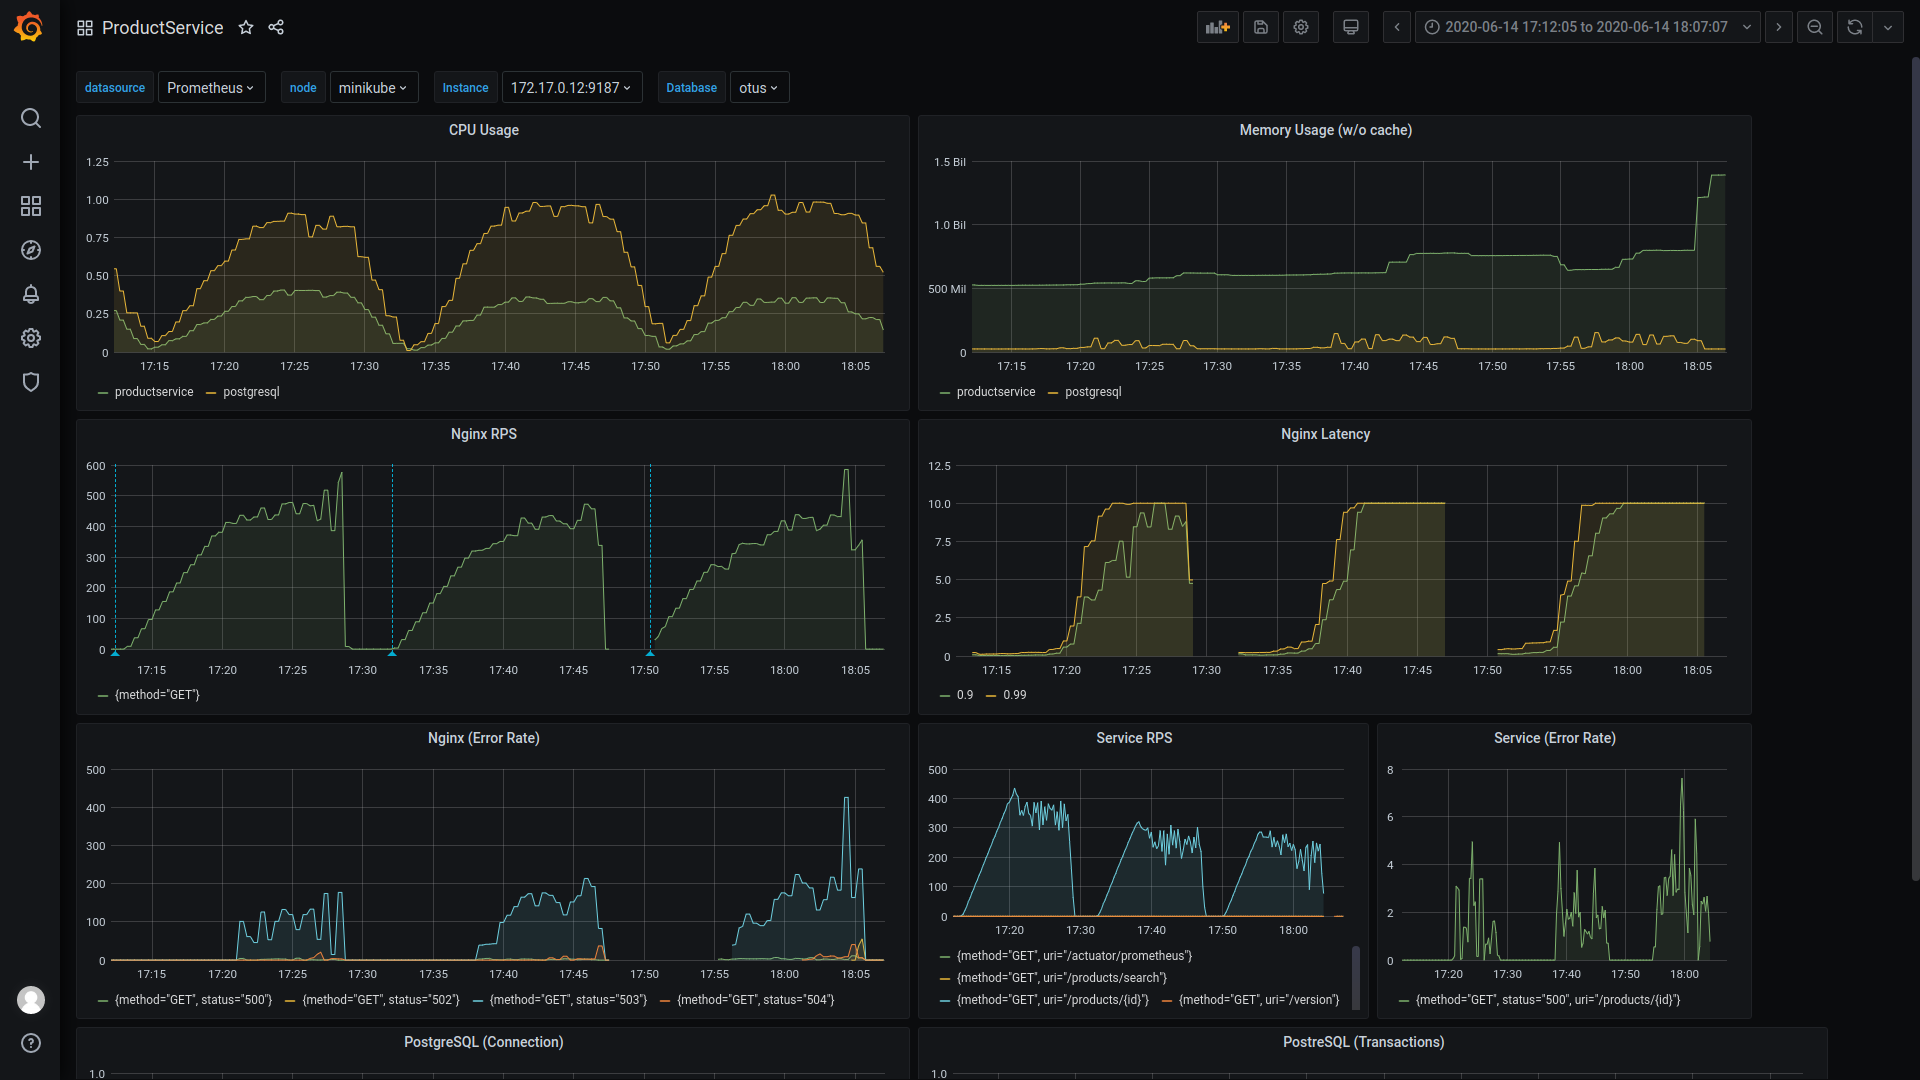 ProductService
2020-06-14 17:12:05 to 2020-06-14 18:07:07
datasource Prometheus node minikube Instance 172.17.0.12:9187 Database otus
CPU Usage
1.25
1.00
0.75
0.50
0.25
0
17:15 17:20 17:25 17:30 17:35 17:40 17:45 17:50 17:55 18:00 18:05
productservice postgresql
Memory Usage (w/o cache)
1.5 Bil
1.0 Bil
500 Mil
0
17:15 17:20 17:25 17:30 17:35 17:40 17:45 17:50 17:55 18:00 18:05
productservice postgresql
Nginx RPS
600
500
400
300
200
100
0
17:15 17:20 17:25 17:30 17:35 17:40 17:45 17:50 17:55 18:00 18:05
{method="GET"}
Nginx Latency
12.5
10.0
7.5
5.0
2.5
0
17:15 17:20 17:25 17:30 17:35 17:40 17:45 17:50 17:55 18:00 18:05
0.9 0.99
Nginx (Error Rate)
500
400
300
200
100
0
17:15 17:20 17:25 17:30 17:35 17:40 17:45 17:50 17:55 18:00 18:05
{method="GET", status="500"} {method="GET", status="502"} {method="GET", status="503"} {method="GET", status="504"}
Service RPS
500
400
300
200
100
0
17:20 17:30 17:40 17:50 18:00
{method="GET", uri="/actuator/prometheus"}
{method="GET", uri="/products/search"}
{method="GET", uri="/products/{id}"} {method="GET", uri="/version"}
Service (Error Rate)
8
6
4
2
0
17:20 17:30 17:40 17:50 18:00
{method="GET", status="500", uri="/products/{id}"}
PostgreSQL (Connection)
1.0
PostreSQL (Transactions)
1.0